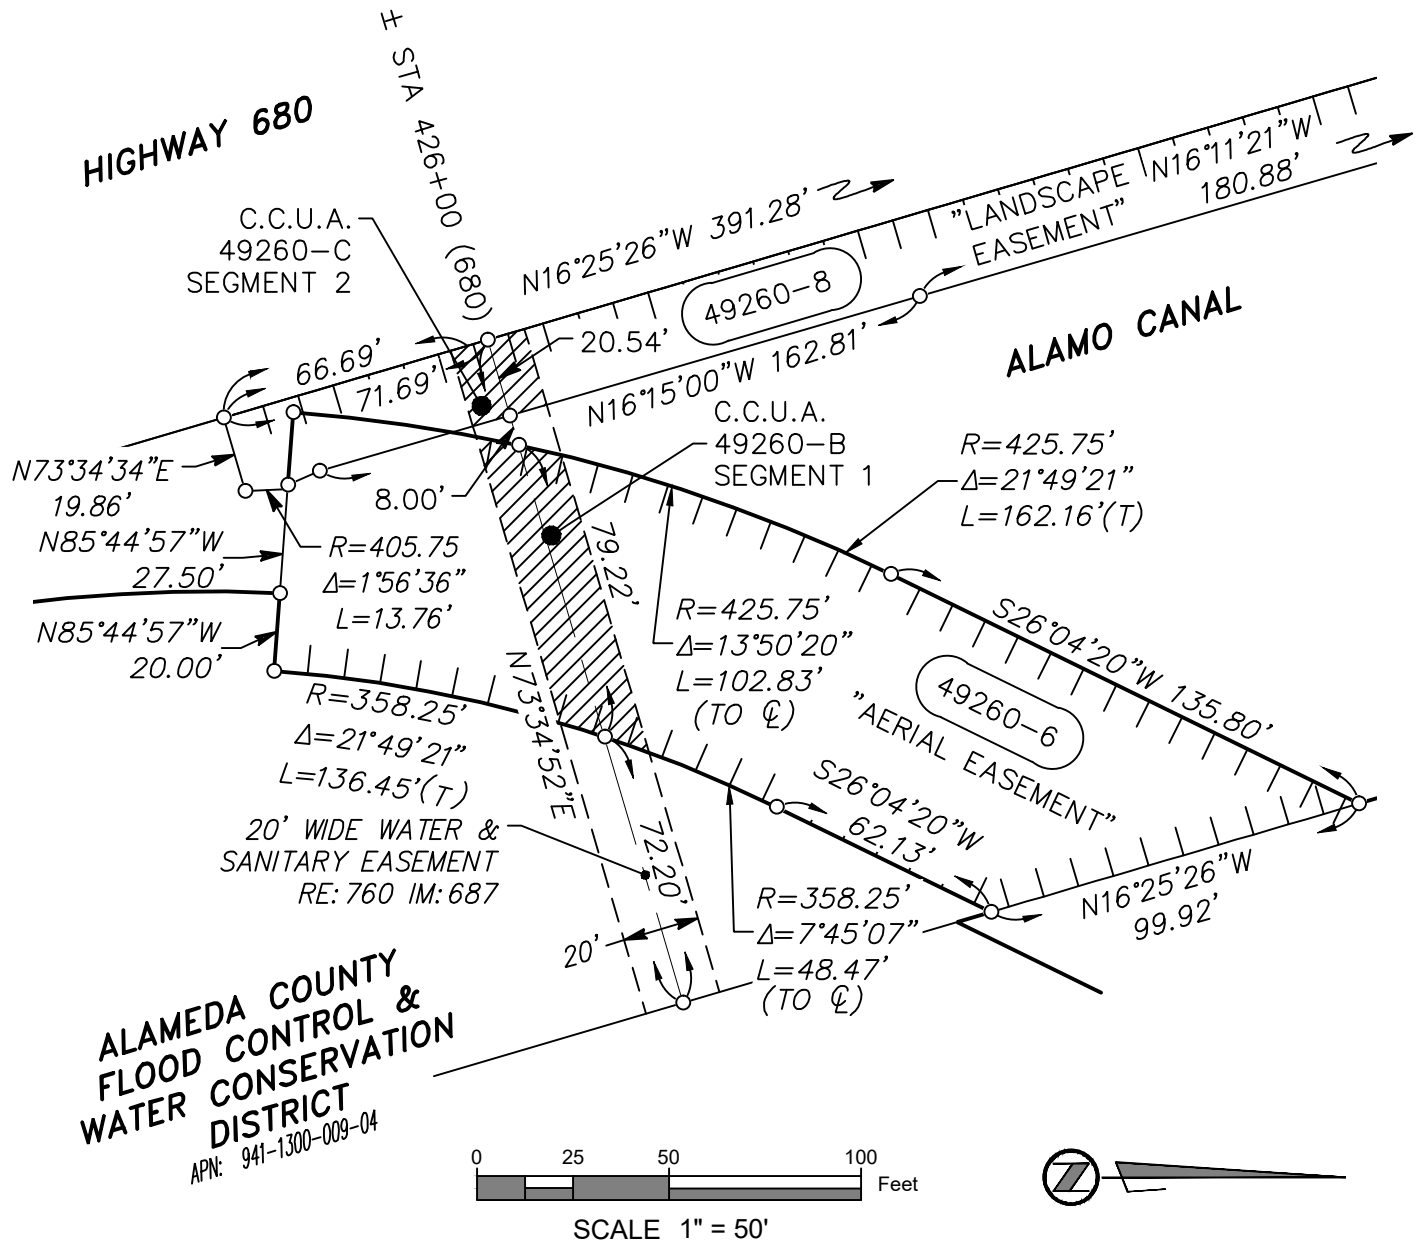 ± STA 426+00 (680)
HIGHWAY 680
C.C.U.A.
49260-C
SEGMENT 2
N16°25'26"W 391.28'
49260-8
"LANDSCAPE
EASEMENT"
N16°11'21"W
180.88'
66.69'
71.69'
20.54'
N16°15'00"W 162.81'
ALAMO CANAL
C.C.U.A.
49260-B
SEGMENT 1
R=425.75'
Δ=21°49'21"
L=162.16'(T)
N73°34'34"E
19.86'
8.00'
N85°44'57"W
27.50'
R=405.75
Δ=1°56'36"
L=13.76'
N85°44'57"W
20.00'
79.22'
R=425.75'
Δ=13°50'20"
L=102.83'
(TO ℄)
S26°04'20"W 135.80'
49260-6
"AERIAL EASEMENT"
N73°34'52"E
R=358.25'
Δ=21°49'21"
L=136.45'(T)
S26°04'20"W
62.13'
20' WIDE WATER &
SANITARY EASEMENT
RE: 760 IM: 687
72.20'
R=358.25'
Δ=7°45'07"
L=48.47'
(TO ℄)
N16°25'26"W
99.92'
20'
ALAMEDA COUNTY
FLOOD CONTROL &
WATER CONSERVATION
DISTRICT
APN: 941-1300-009-04
0 25 50 100
Feet
SCALE 1" = 50'
Z